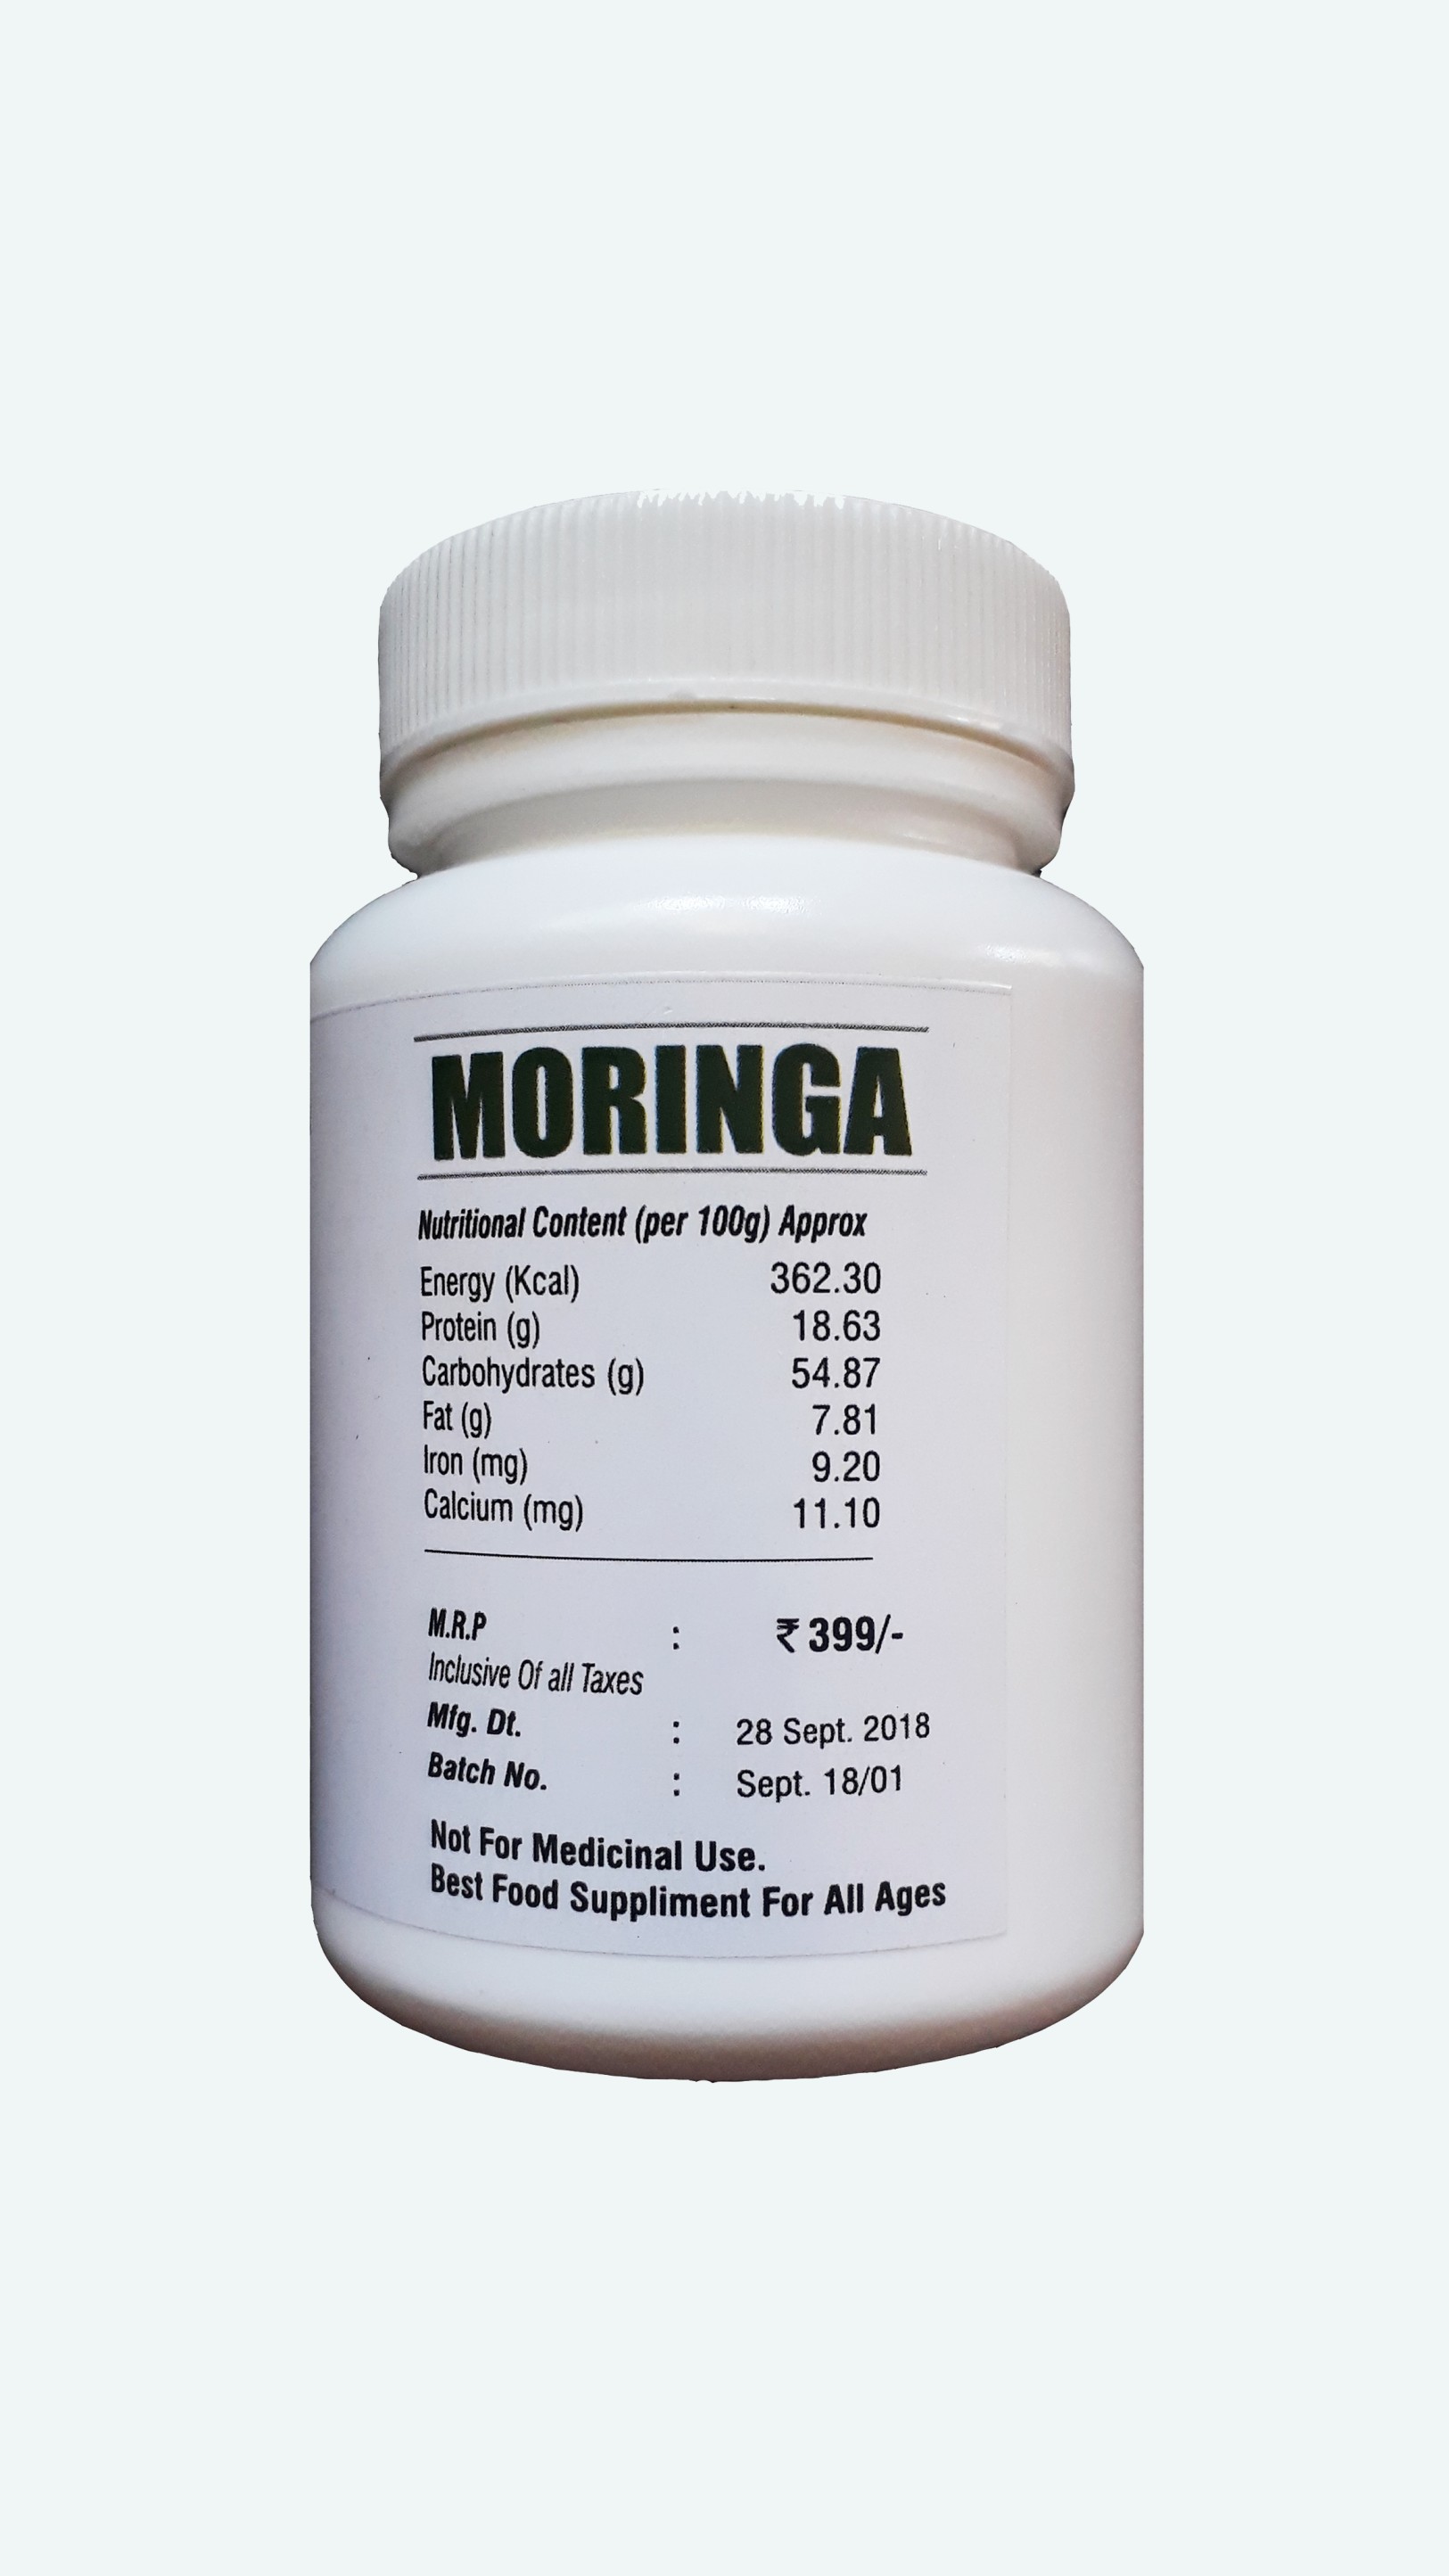 MORINGA
Nutritional Content (per 100g) Approx
Energy (Kcal) 362.30
Protein (g) 18.63
Carbohydrates (g) 54.87
Fat (g) 7.81
Iron (mg) 9.20
Calcium (mg) 11.10
M.R.P : ₹ 399/-
Inclusive Of all Taxes
Mfg. Dt. : 28 Sept. 2018
Batch No. : Sept. 18/01
Not For Medicinal Use.
Best Food Suppliment For All Ages